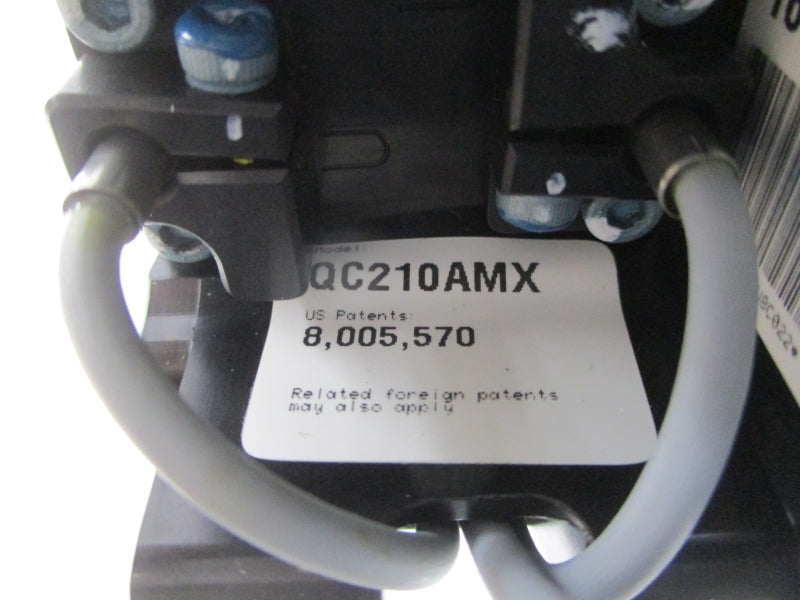 Model:
QC210AMX
US Patents:
8,005,570
Related foreign patents
may also apply